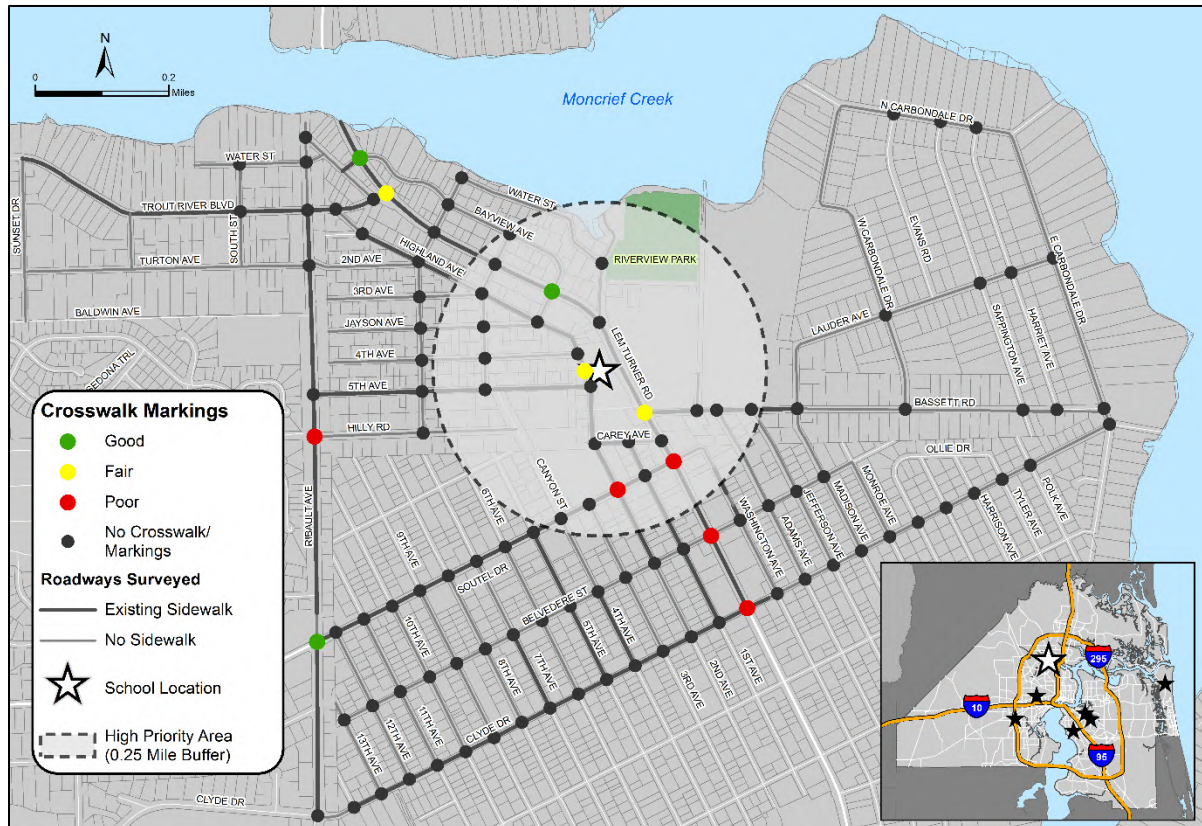 N
0
0.2
Miles
Moncrief Creek
N CARBONDALE DR
WATER ST
WATER ST
TROUT RIVER BLVD
BAYVIEW AVE
SUNSET DR
SOUTH ST
HIGHLAND AVE
RIVERVIEW PARK
W CARBONDALE DR
EVANS RD
E CARBONDALE DR
TURTON AVE
2ND AVE
3RD AVE
BALDWIN AVE
JAYSON AVE
LEM TURNER RD
LAUDER AVE
SAPPINGTON AVE
HARRIET AVE
4TH AVE
SEDONA TRL
5TH AVE
BASSETT RD
HILLY RD
CAREY AVE
OLLIE DR
CANYON ST
6TH AVE
MONROE AVE
MADISON AVE
JEFFERSON AVE
ADAMS AVE
WASHINGTON AVE
POLK AVE
TYLER AVE
HARRISON AVE
RIBAULT AVE
9TH AVE
SOUTEL DR
BELVEDERE ST
10TH AVE
8TH AVE
7TH AVE
5TH AVE
4TH AVE
3RD AVE
2ND AVE
1ST AVE
11TH AVE
12TH AVE
13TH AVE
CLYDE DR
CLYDE DR
Crosswalk Markings
Good
Fair
Poor
No Crosswalk/
Markings
Roadways Surveyed
Existing Sidewalk
No Sidewalk
School Location
High Priority Area
(0.25 Mile Buffer)
295
10
95